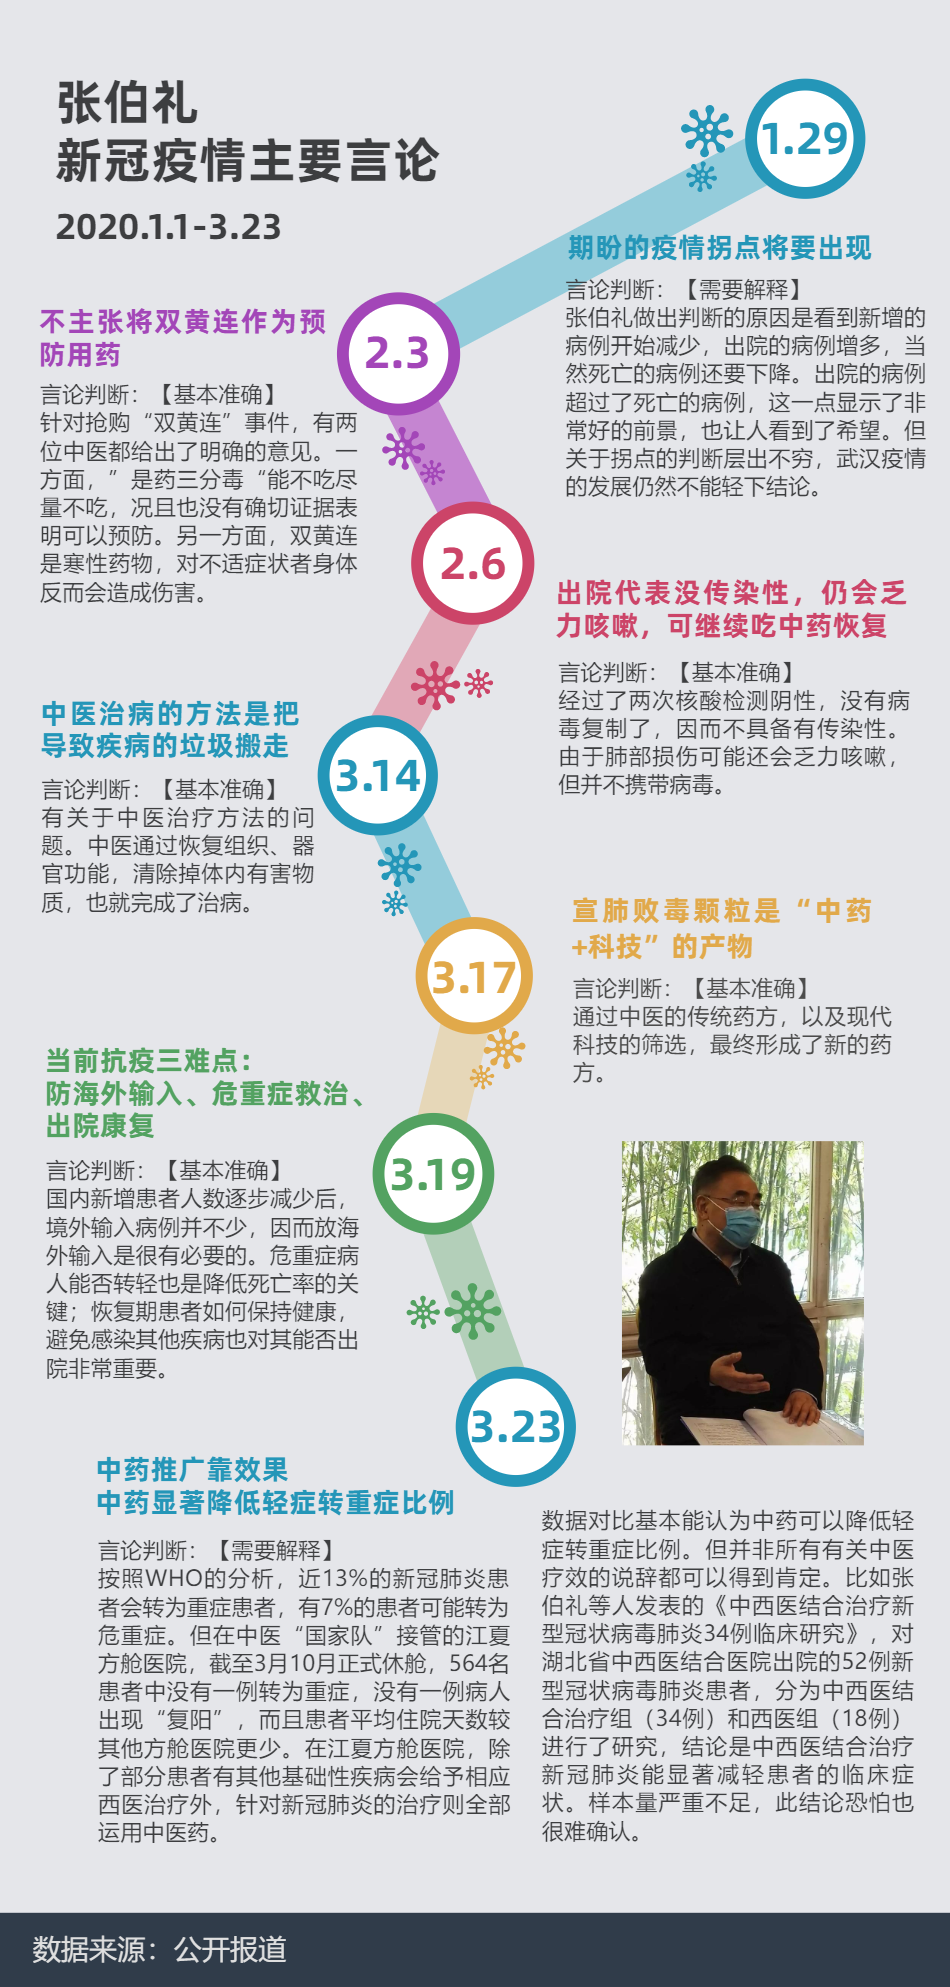 张伯礼
新冠疫情主要言论
2020.1.1-3.23
1.29
期盼的疫情拐点将要出现
言论判断：【需要解释】
张伯礼做出判断的原因是看到新增的
病例开始减少，出院的病例增多，当
然死亡的病例还要下降。出院的病例
超过了死亡的病例，这一点显示了非
常好的前景，也让人看到了希望。但
关于拐点的判断层出不穷，武汉疫情
的发展仍然不能轻下结论。
2.3
不主张将双黄连作为预
防用药
言论判断：【基本准确】
针对抢购“双黄连”事件，有两
位中医都给出了明确的意见。一
方面，”是药三分毒“能不吃尽
量不吃，况且也没有确切证据表
明可以预防。另一方面，双黄连
是寒性药物，对不适症状者身体
反而会造成伤害。
2.6
出院代表没传染性，仍会乏
力咳嗽，可继续吃中药恢复
言论判断：【基本准确】
经过了两次核酸检测阴性，没有病
毒复制了，因而不具备有传染性。
由于肺部损伤可能还会乏力咳嗽，
但并不携带病毒。
3.14
中医治病的方法是把
导致疾病的垃圾搬走
言论判断：【基本准确】
有关于中医治疗方法的问
题。中医通过恢复组织、器
官功能，清除掉体内有害物
质，也就完成了治病。
3.17
宣肺败毒颗粒是“中药
+科技”的产物
言论判断：【基本准确】
通过中医的传统药方，以及现代
科技的筛选，最终形成了新的药
方。
3.19
当前抗疫三难点：
防海外输入、危重症救治、
出院康复
言论判断：【基本准确】
国内新增患者人数逐步减少后，
境外输入病例并不少，因而放海
外输入是很有必要的。危重症病
人能否转轻也是降低死亡率的关
键；恢复期患者如何保持健康，
避免感染其他疾病也对其能否出
院非常重要。
3.23
中药推广靠效果
中药显著降低轻症转重症比例
言论判断：【需要解释】
按照WHO的分析，近13%的新冠肺炎患
者会转为重症患者，有7%的患者可能转为
危重症。但在中医“国家队”接管的江夏
方舱医院，截至3月10月正式休舱，564名
患者中没有一例转为重症，没有一例病人
出现“复阳”，而且患者平均住院天数较
其他方舱医院更少。在江夏方舱医院，除
了部分患者有其他基础性疾病会给予相应
西医治疗外，针对新冠肺炎的治疗则全部
运用中医药。
数据对比基本能认为中药可以降低轻
症转重症比例。但并非所有有关中医
疗效的说辞都可以得到肯定。比如张
伯礼等人发表的《中西医结合治疗新
型冠状病毒肺炎34例临床研究》，对
湖北省中西医结合医院出院的52例新
型冠状病毒肺炎患者，分为中西医结
合治疗组（34例）和西医组（18例）
进行了研究，结论是中西医结合治疗
新冠肺炎能显著减轻患者的临床症
状。样本量严重不足，此结论恐怕也
很难确认。
数据来源：公开报道